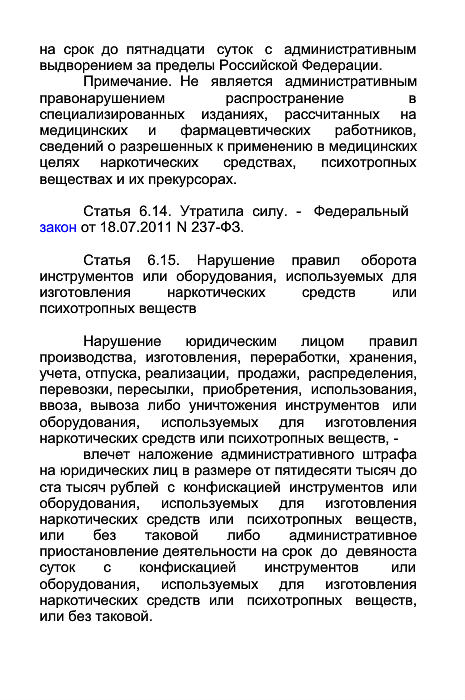 на срок до пятнадцати суток с административным
выдворением за пределы Российской Федерации.
Примечание. Не является административным
правонарушением распространение в
специализированных изданиях, рассчитанных на
медицинских и фармацевтических работников,
сведений о разрешенных к применению в медицинских
целях наркотических средствах, психотропных
веществах и их прекурсорах.
Статья 6.14. Утратила силу. - Федеральный
закон от 18.07.2011 N 237-ФЗ.
Статья 6.15. Нарушение правил оборота
инструментов или оборудования, используемых для
изготовления наркотических средств или
психотропных веществ
Нарушение юридическим лицом правил
производства, изготовления, переработки, хранения,
учета, отпуска, реализации, продажи, распределения,
перевозки, пересылки, приобретения, использования,
ввоза, вывоза либо уничтожения инструментов или
оборудования, используемых для изготовления
наркотических средств или психотропных веществ, -
влечет наложение административного штрафа
на юридических лиц в размере от пятидесяти тысяч до
ста тысяч рублей с конфискацией инструментов или
оборудования, используемых для изготовления
наркотических средств или психотропных веществ,
или без таковой либо административное
приостановление деятельности на срок до девяноста
суток с конфискацией инструментов или
оборудования, используемых для изготовления
наркотических средств или психотропных веществ,
или без таковой.